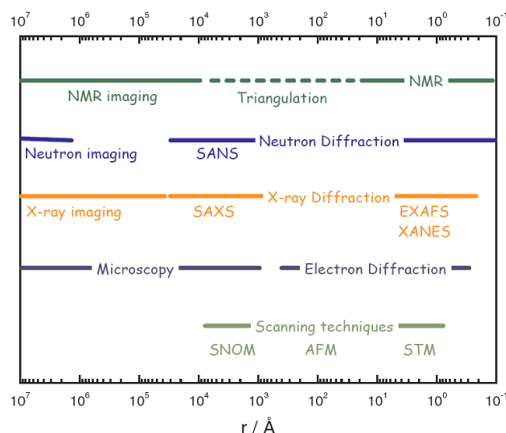 10⁷ 10⁶ 10⁵ 10⁴ 10³ 10² 10¹ 10⁰ 10⁻¹
NMR
NMR imaging Triangulation
Neutron Diffraction
Neutron imaging SANS
X-ray Diffraction
X-ray imaging SAXS EXAFS
XANES
Microscopy Electron Diffraction
Scanning techniques
SNOM AFM STM
10⁷ 10⁶ 10⁵ 10⁴ 10³ 10² 10¹ 10⁰ 10⁻¹
r / Å